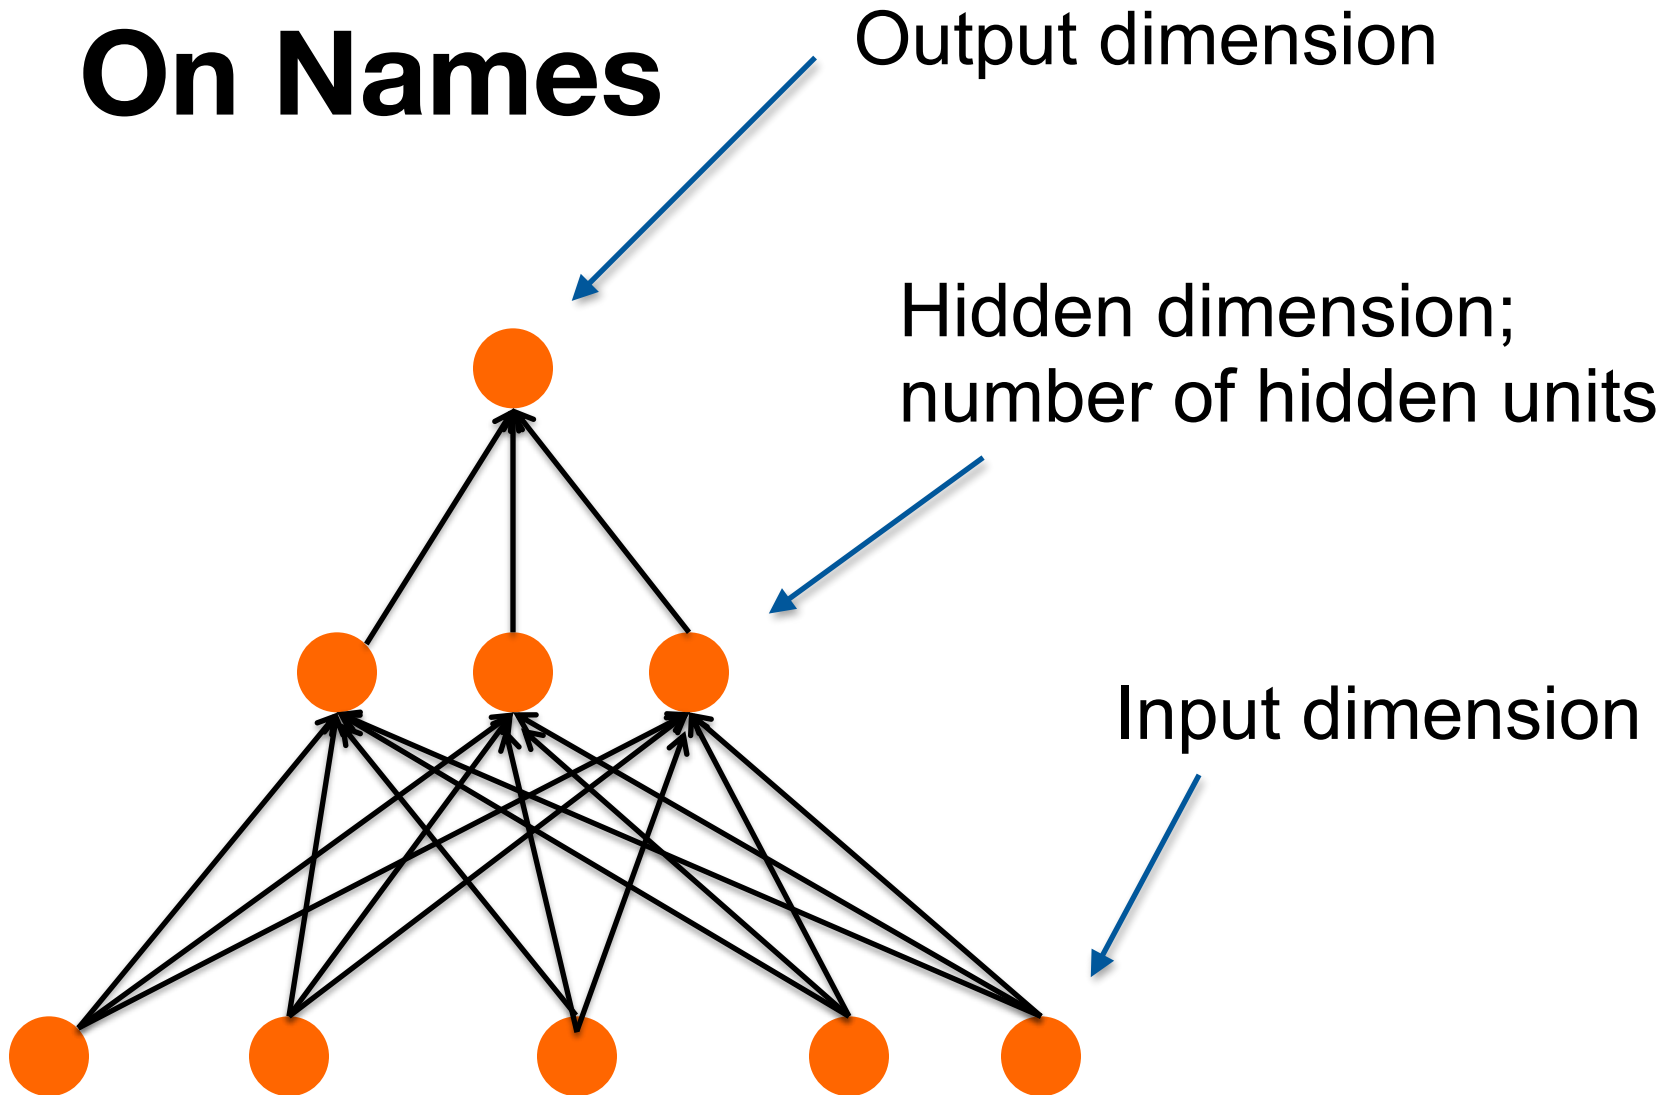 On Names
Output dimension
Hidden dimension;
number of hidden units
Input dimension